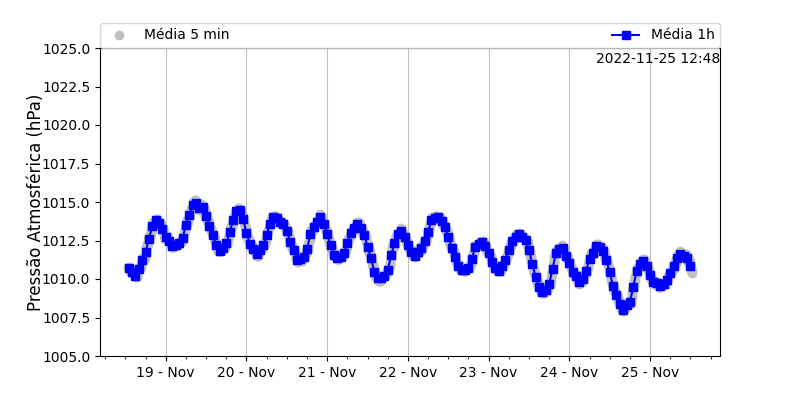 Média 5 min
Média 1h
2022-11-25 12:48
Pressão Atmosférica (hPa)
1025.0
1022.5
1020.0
1017.5
1015.0
1012.5
1010.0
1007.5
1005.0
19 - Nov
20 - Nov
21 - Nov
22 - Nov
23 - Nov
24 - Nov
25 - Nov